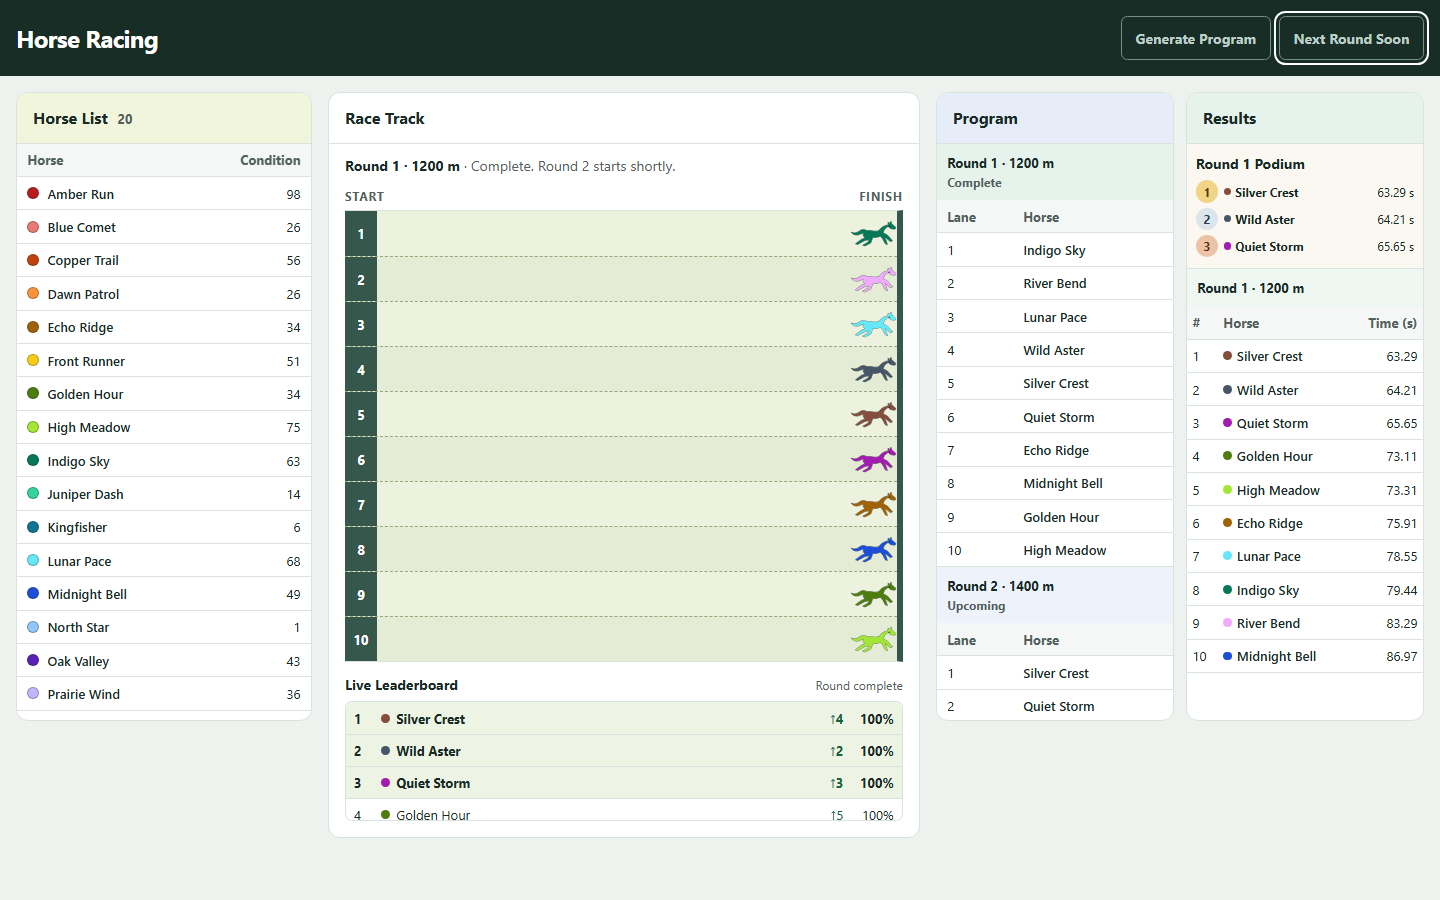 Horse Racing
Generate Program
Next Round Soon
Horse List 20
Horse Condition
Amber Run 98
Blue Comet 26
Copper Trail 56
Dawn Patrol 26
Echo Ridge 34
Front Runner 51
Golden Hour 34
High Meadow 75
Indigo Sky 63
Juniper Dash 14
Kingfisher 6
Lunar Pace 68
Midnight Bell 49
North Star 1
Oak Valley 43
Prairie Wind 36
Race Track
Round 1 · 1200 m · Complete. Round 2 starts shortly.
START FINISH
1
2
3
4
5
6
7
8
9
10
Live Leaderboard Round complete
1 Silver Crest ↑4 100%
2 Wild Aster ↑2 100%
3 Quiet Storm ↑3 100%
4 Golden Hour ↑5 100%
Program
Round 1 · 1200 m
Complete
Lane Horse
1 Indigo Sky
2 River Bend
3 Lunar Pace
4 Wild Aster
5 Silver Crest
6 Quiet Storm
7 Echo Ridge
8 Midnight Bell
9 Golden Hour
10 High Meadow
Round 2 · 1400 m
Upcoming
Lane Horse
1 Silver Crest
2 Quiet Storm
Results
Round 1 Podium
1 Silver Crest 63.29 s
2 Wild Aster 64.21 s
3 Quiet Storm 65.65 s
Round 1 · 1200 m
# Horse Time (s)
1 Silver Crest 63.29
2 Wild Aster 64.21
3 Quiet Storm 65.65
4 Golden Hour 73.11
5 High Meadow 73.31
6 Echo Ridge 75.91
7 Lunar Pace 78.55
8 Indigo Sky 79.44
9 River Bend 83.29
10 Midnight Bell 86.97